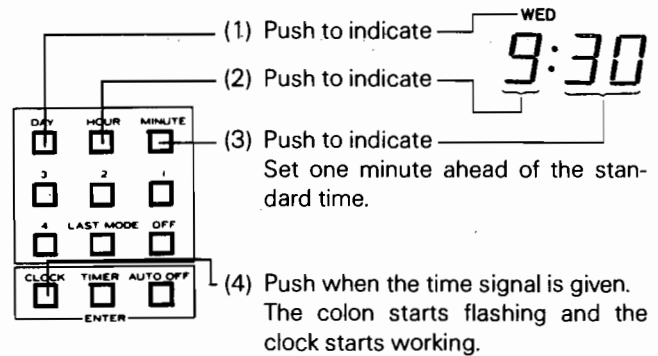 (1) Push to indicate WED
(2) Push to indicate 9:30
DAY HOUR MINUTE
(3) Push to indicate
Set one minute ahead of the stan-
dard time.
3 2 1
4 LAST MODE OFF
CLOCK TIMER AUTO OFF
ENTER
(4) Push when the time signal is given.
The colon starts flashing and the
clock starts working.